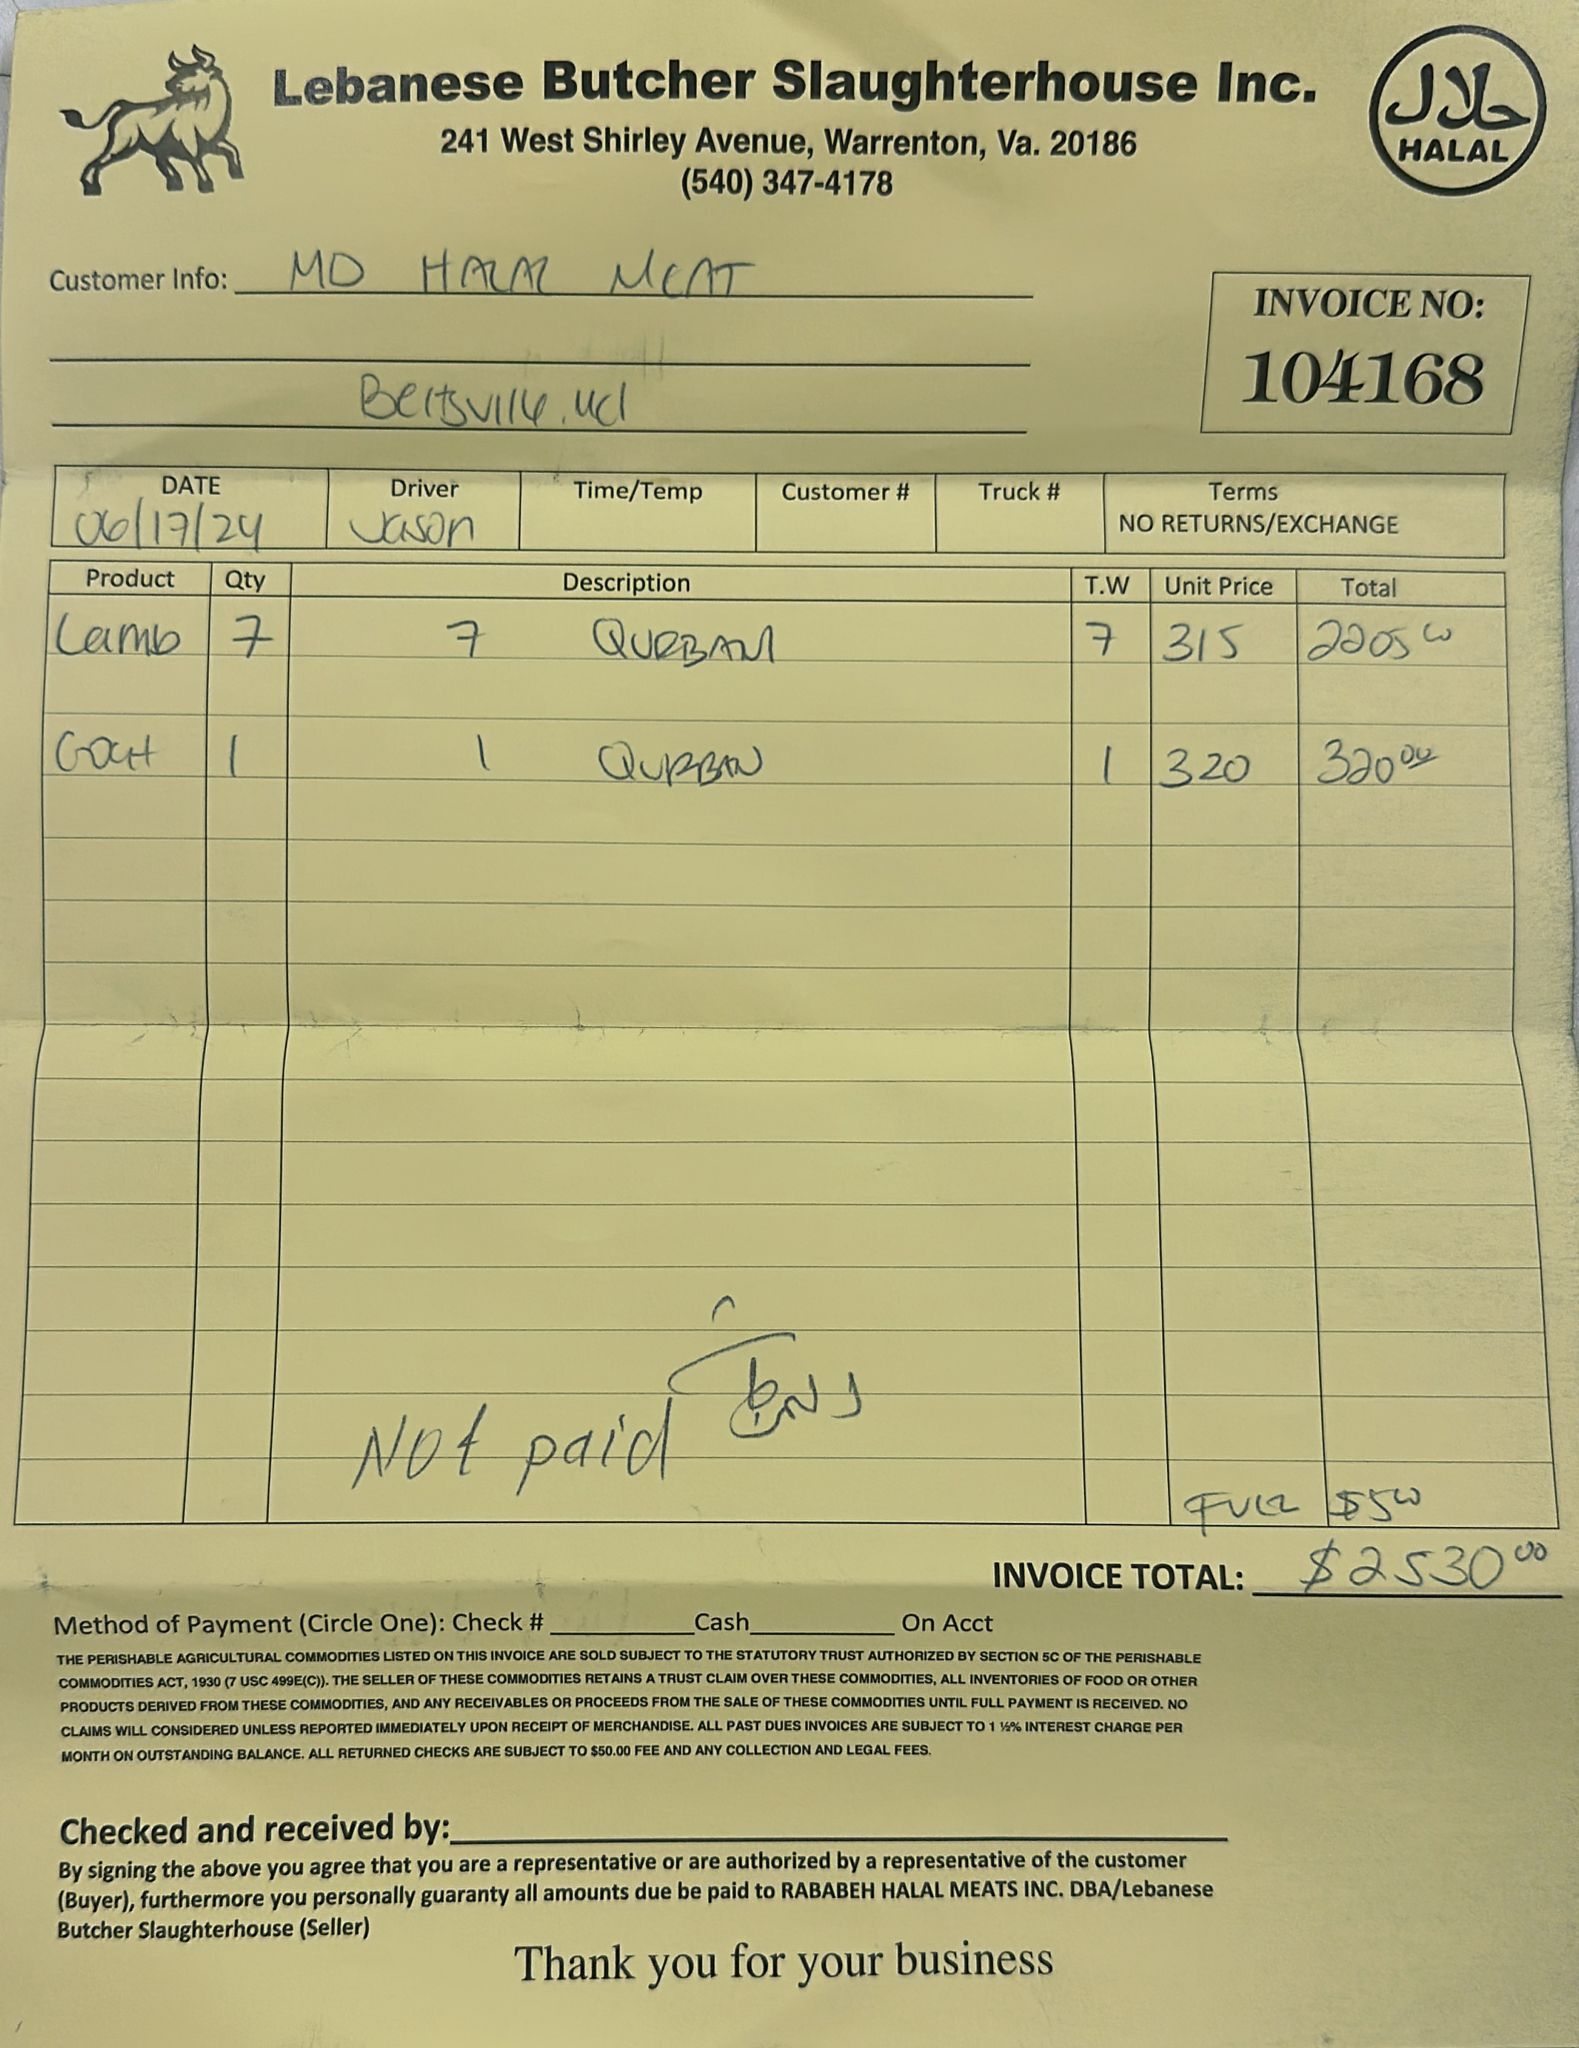 Lebanese Butcher Slaughterhouse Inc.
241 West Shirley Avenue, Warrenton, Va. 20186
(540) 347-4178
حلال
HALAL
Customer Info: MD HALAL MEAT
Beltsville.Md
INVOICE NO:
104168
DATE Driver Time/Temp Customer # Truck # Terms
06/17/24 Jason NO RETURNS/EXCHANGE
Product Qty Description T.W Unit Price Total
Lamb 7 7 QURBANI 7 315 2205 00
GOAT 1 1 QURBAN 1 320 320 00
Not paid
FUEL $5 00
INVOICE TOTAL: $2530 00
Method of Payment (Circle One): Check # Cash On Acct
THE PERISHABLE AGRICULTURAL COMMODITIES LISTED ON THIS INVOICE ARE SOLD SUBJECT TO THE STATUTORY TRUST AUTHORIZED BY SECTION 5C OF THE PERISHABLE
COMMODITIES ACT, 1930 (7 USC 499E(C)). THE SELLER OF THESE COMMODITIES RETAINS A TRUST CLAIM OVER THESE COMMODITIES, ALL INVENTORIES OF FOOD OR OTHER
PRODUCTS DERIVED FROM THESE COMMODITIES, AND ANY RECEIVABLES OR PROCEEDS FROM THE SALE OF THESE COMMODITIES UNTIL FULL PAYMENT IS RECEIVED. NO
CLAIMS WILL CONSIDERED UNLESS REPORTED IMMEDIATELY UPON RECEIPT OF MERCHANDISE. ALL PAST DUES INVOICES ARE SUBJECT TO 1 ½% INTEREST CHARGE PER
MONTH ON OUTSTANDING BALANCE. ALL RETURNED CHECKS ARE SUBJECT TO $50.00 FEE AND ANY COLLECTION AND LEGAL FEES.
Checked and received by:
By signing the above you agree that you are a representative or are authorized by a representative of the customer
(Buyer), furthermore you personally guaranty all amounts due be paid to RABABEH HALAL MEATS INC. DBA/Lebanese
Butcher Slaughterhouse (Seller)
Thank you for your business